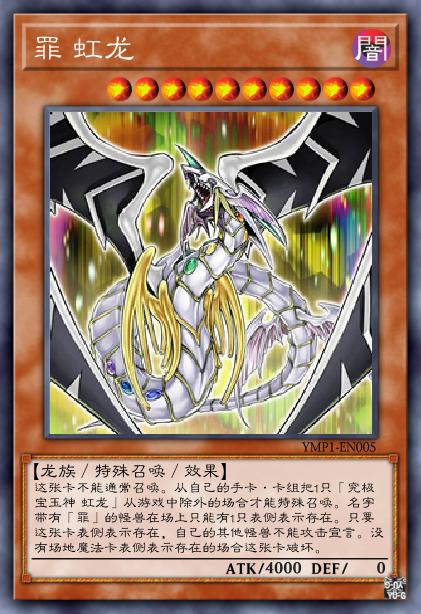 罪 虹龙
闇
YMP1-EN005
【龙族／特殊召唤／效果】
这张卡不能通常召唤。从自己的手卡·卡组把1只「究极
宝玉神 虹龙」从游戏中除外的场合才能特殊召唤。名字
带有「罪」的怪兽在场上只能有1只表侧表示存在。只要
这张卡表侧表示存在，自己的其他怪兽不能攻击宣言。没
有场地魔法卡表侧表示存在的场合这张卡破坏。
ATK/4000 DEF/ 0